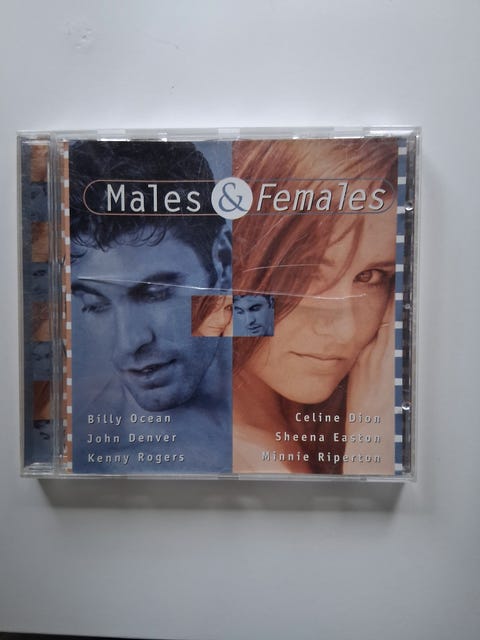 Males & Females
Billy Ocean
John Denver
Kenny Rogers
Celine Dion
Sheena Easton
Minnie Riperton